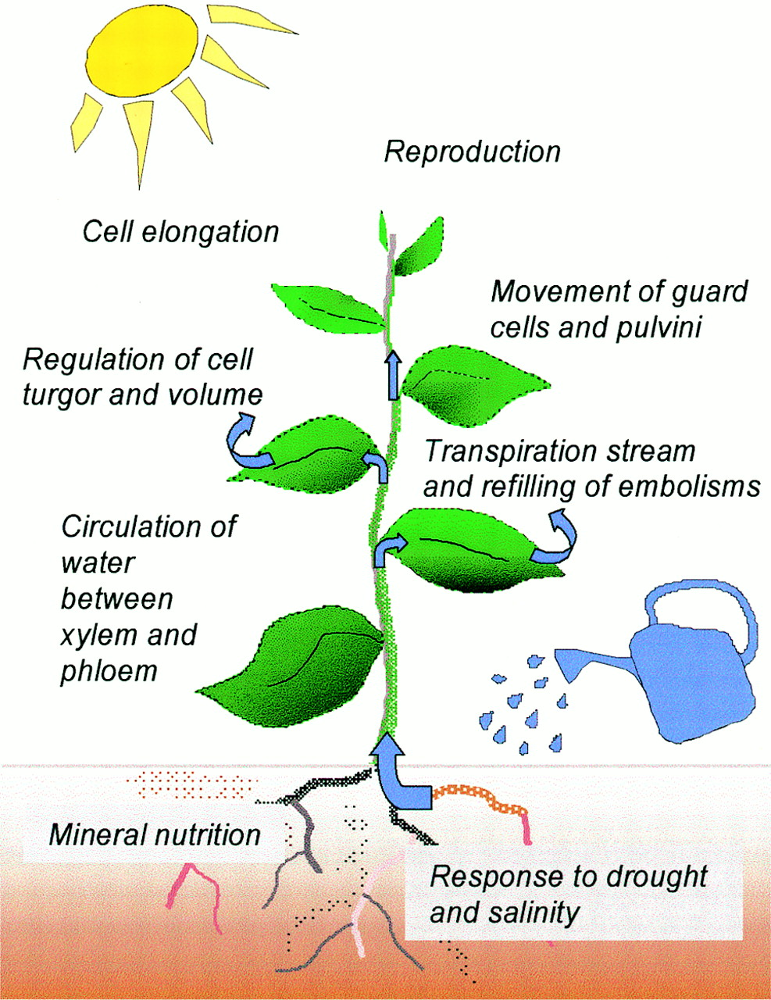 Reproduction
Cell elongation
Movement of guard
cells and pulvini
Regulation of cell
turgor and volume
Transpiration stream
and refilling of embolisms
Circulation of
water
between
xylem and
phloem
Mineral nutrition
Response to drought
and salinity